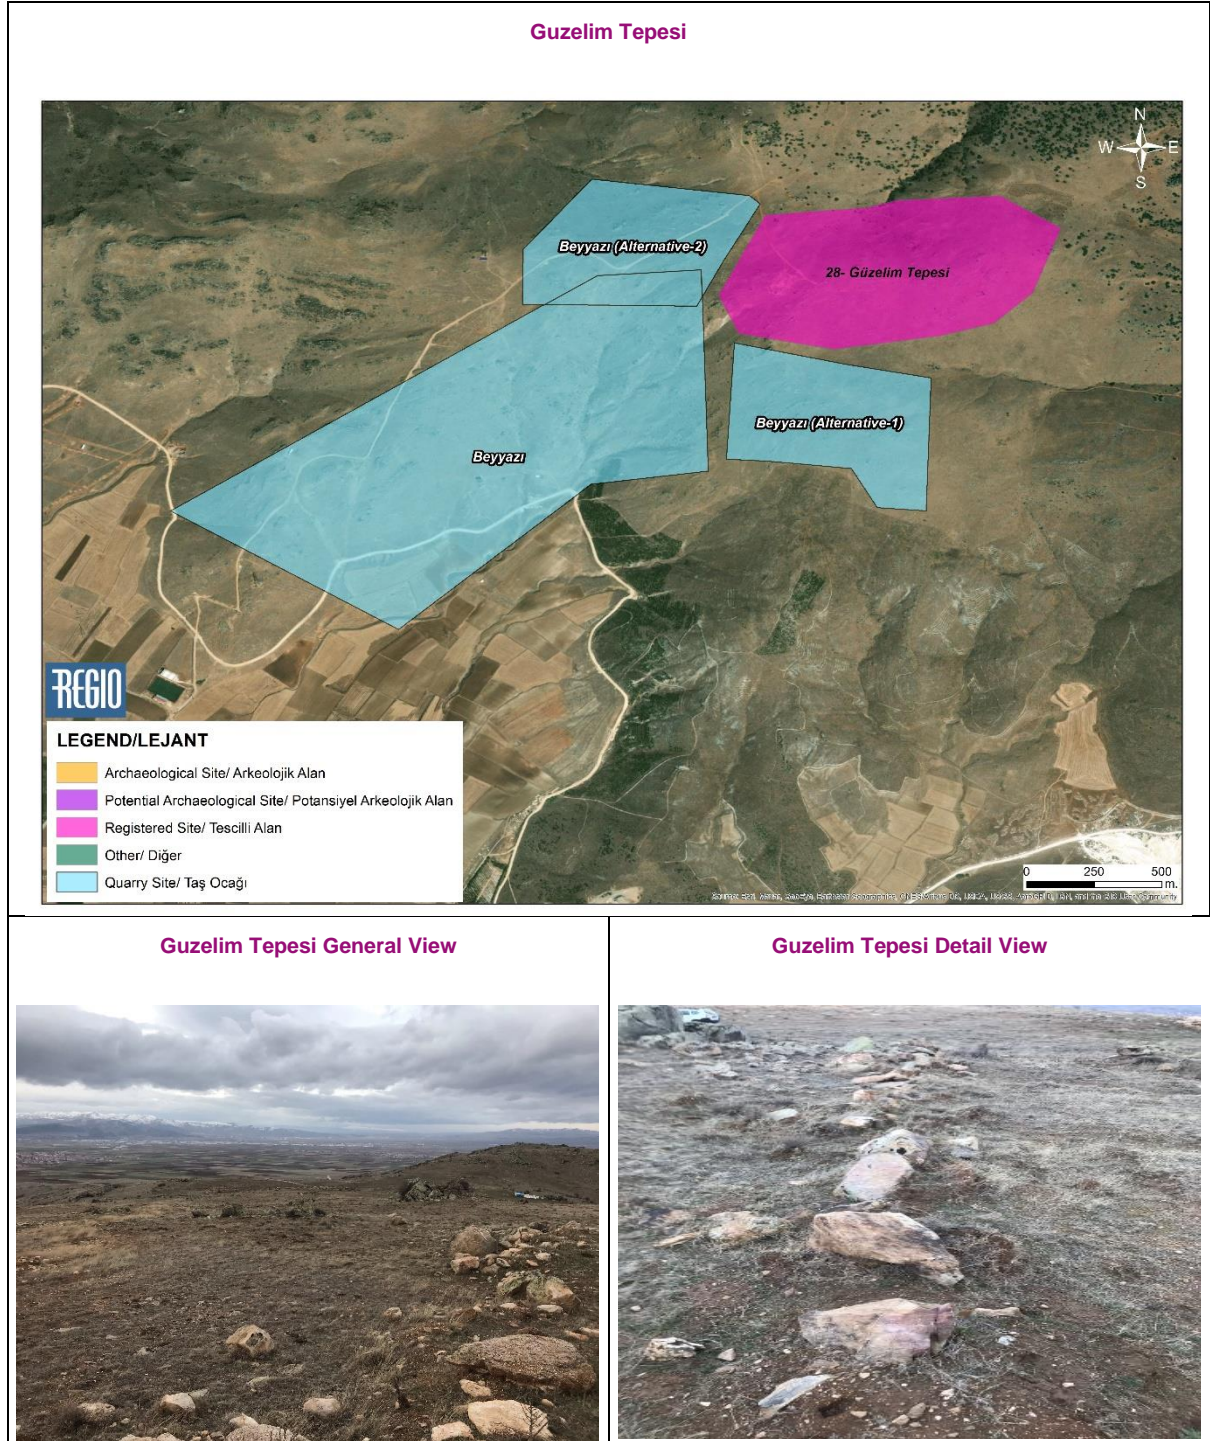 Guzelim Tepesi
N
W E
S
Beyyazı (Alternative-2)
28- Güzelim Tepesi
Beyyazı (Alternative-1)
Beyyazı
REGIO
LEGEND/LEJANT
Archaeological Site/ Arkeolojik Alan
Potential Archaeological Site/ Potansiyel Arkeolojik Alan
Registered Site/ Tescilli Alan
Other/ Diğer
Quarry Site/ Taş Ocağı
0 250 500
m.
Guzelim Tepesi General View
Guzelim Tepesi Detail View